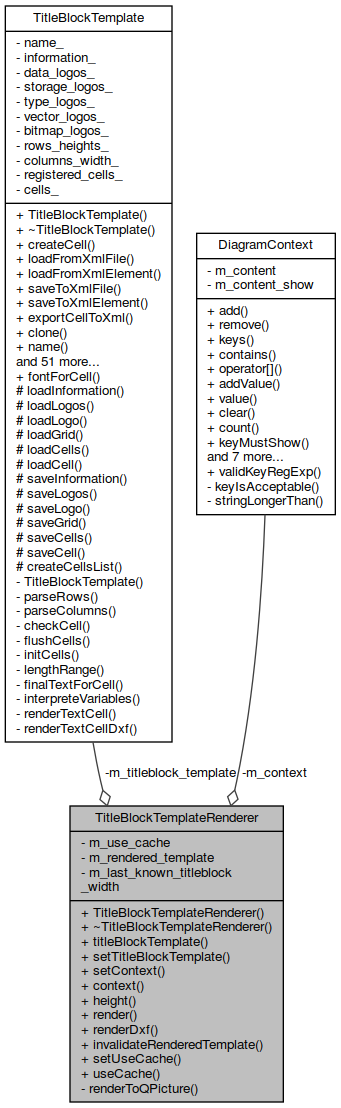 TitleBlockTemplate
- name_
- information_
- data_logos_
- storage_logos_
- type_logos_
- vector_logos_
- bitmap_logos_
- rows_heights_
- columns_width_
- registered_cells_
- cells_
+ TitleBlockTemplate()
+ ~TitleBlockTemplate()
+ createCell()
+ loadFromXmlFile()
+ loadFromXmlElement()
+ saveToXmlFile()
+ saveToXmlElement()
+ exportCellToXml()
+ clone()
+ name()
and 51 more...
+ fontForCell()
# loadInformation()
# loadLogos()
# loadLogo()
# loadGrid()
# loadCells()
# loadCell()
# saveInformation()
# saveLogos()
# saveLogo()
# saveGrid()
# saveCells()
# saveCell()
# createCellsList()
- TitleBlockTemplate()
- parseRows()
- parseColumns()
- checkCell()
- flushCells()
- initCells()
- lengthRange()
- finalTextForCell()
- interpreteVariables()
- renderTextCell()
- renderTextCellDxf()
DiagramContext
- m_content
- m_content_show
+ add()
+ remove()
+ keys()
+ contains()
+ operator[]()
+ addValue()
+ value()
+ clear()
+ count()
+ keyMustShow()
and 7 more...
+ validKeyRegExp()
- keyIsAcceptable()
- stringLongerThan()
-m_titleblock_template
-m_context
TitleBlockTemplateRenderer
- m_use_cache
- m_rendered_template
- m_last_known_titleblock
_width
+ TitleBlockTemplateRenderer()
+ ~TitleBlockTemplateRenderer()
+ titleBlockTemplate()
+ setTitleBlockTemplate()
+ setContext()
+ context()
+ height()
+ render()
+ renderDxf()
+ invalidateRenderedTemplate()
+ setUseCache()
+ useCache()
- renderToQPicture()